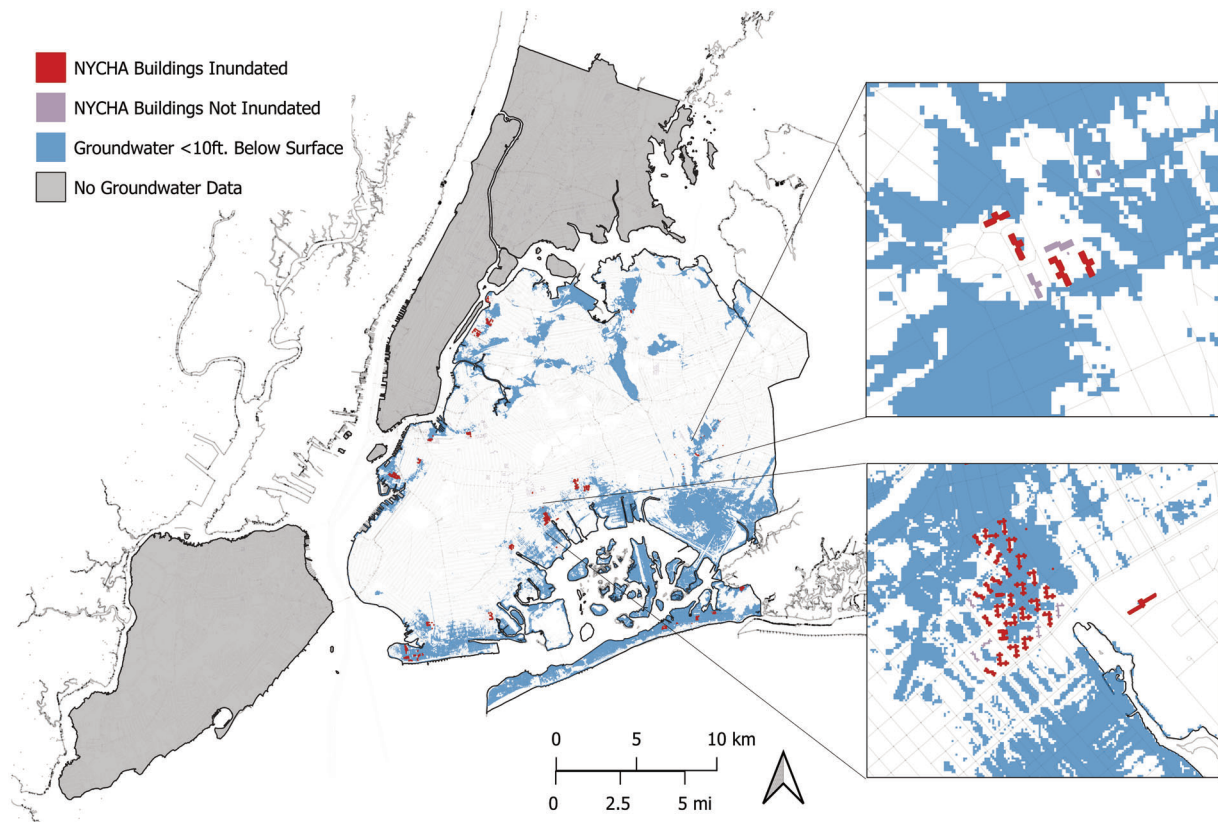 NYCHA Buildings Inundated
NYCHA Buildings Not Inundated
Groundwater <10ft. Below Surface
No Groundwater Data
0 5 10 km
0 2.5 5 mi